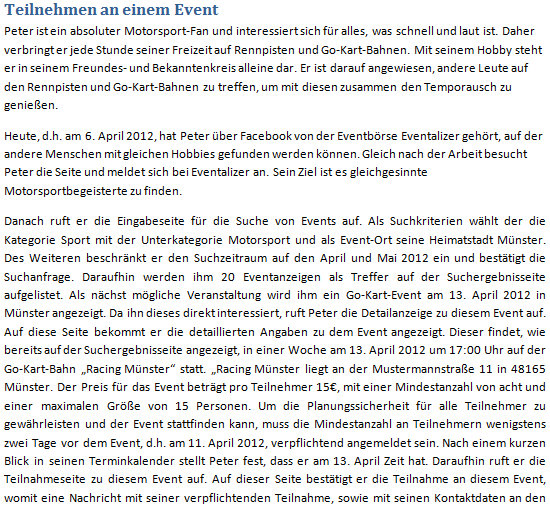 Teilnehmen an einem Event
Peter ist ein absoluter Motorsport-Fan und interessiert sich für alles, was schnell und laut ist. Daher
verbringt er jede Stunde seiner Freizeit auf Rennpisten und Go-Kart-Bahnen. Mit seinem Hobby steht
er in seinem Freundes- und Bekanntenkreis alleine dar. Er ist darauf angewiesen, andere Leute auf
den Rennpisten und Go-Kart-Bahnen zu treffen, um mit diesen zusammen den Temporausch zu
genießen.
Heute, d.h. am 6. April 2012, hat Peter über Facebook von der Eventbörse Eventalizer gehört, auf der
andere Menschen mit gleichen Hobbies gefunden werden können. Gleich nach der Arbeit besucht
Peter die Seite und meldet sich bei Eventalizer an. Sein Ziel ist es gleichgesinnte
Motorsportbegeisterte zu finden.
Danach ruft er die Eingabeseite für die Suche von Events auf. Als Suchkriterien wählt der die
Kategorie Sport mit der Unterkategorie Motorsport und als Event-Ort seine Heimatstadt Münster.
Des Weiteren beschränkt er den Suchzeitraum auf den April und Mai 2012 ein und bestätigt die
Suchanfrage. Daraufhin werden ihm 20 Eventanzeigen als Treffer auf der Suchergebnisseite
aufgelistet. Als nächst mögliche Veranstaltung wird ihm ein Go-Kart-Event am 13. April 2012 in
Münster angezeigt. Da ihn dieses direkt interessiert, ruft Peter die Detailanzeige zu diesem Event auf.
Auf diese Seite bekommt er die detaillierten Angaben zu dem Event angezeigt. Dieser findet, wie
bereits auf der Suchergebnisseite angezeigt, in einer Woche am 13. April 2012 um 17:00 Uhr auf der
Go-Kart-Bahn „Racing Münster“ statt. „Racing Münster liegt an der Mustermannstraße 11 in 48165
Münster. Der Preis für das Event beträgt pro Teilnehmer 15€, mit einer Mindestanzahl von acht und
einer maximalen Größe von 15 Personen. Um die Planungssicherheit für alle Teilnehmer zu
gewährleisten und der Event stattfinden kann, muss die Mindestanzahl an Teilnehmern wenigstens
zwei Tage vor dem Event, d.h. am 11. April 2012, verpflichtend angemeldet sein. Nach einem kurzen
Blick in seinen Terminkalender stellt Peter fest, dass er am 13. April Zeit hat. Daraufhin ruft er die
Teilnahmeseite zu diesem Event auf. Auf dieser Seite bestätigt er die Teilnahme an diesem Event,
womit eine Nachricht mit seiner verpflichtenden Teilnahme, sowie mit seinen Kontaktdaten an den